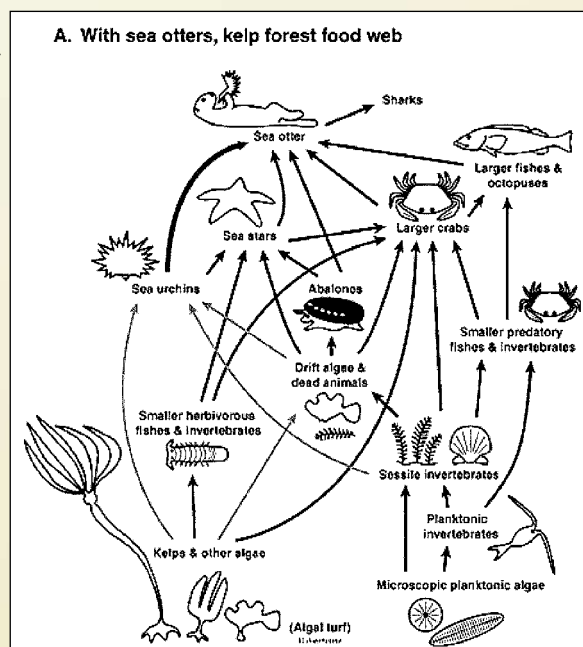 A. With sea otters, kelp forest food web
Sharks
Sea otter
Larger fishes &
octopuses
Sea stars
Larger crabs
Sea urchins
Abalones
Smaller predatory
fishes & invertebrates
Drift algae &
dead animals
Smaller herbivorous
fishes & invertebrates
Sessile invertebrates
Planktonic
invertebrates
Kelps & other algae
Microscopic planktonic algae
(Algal turf)